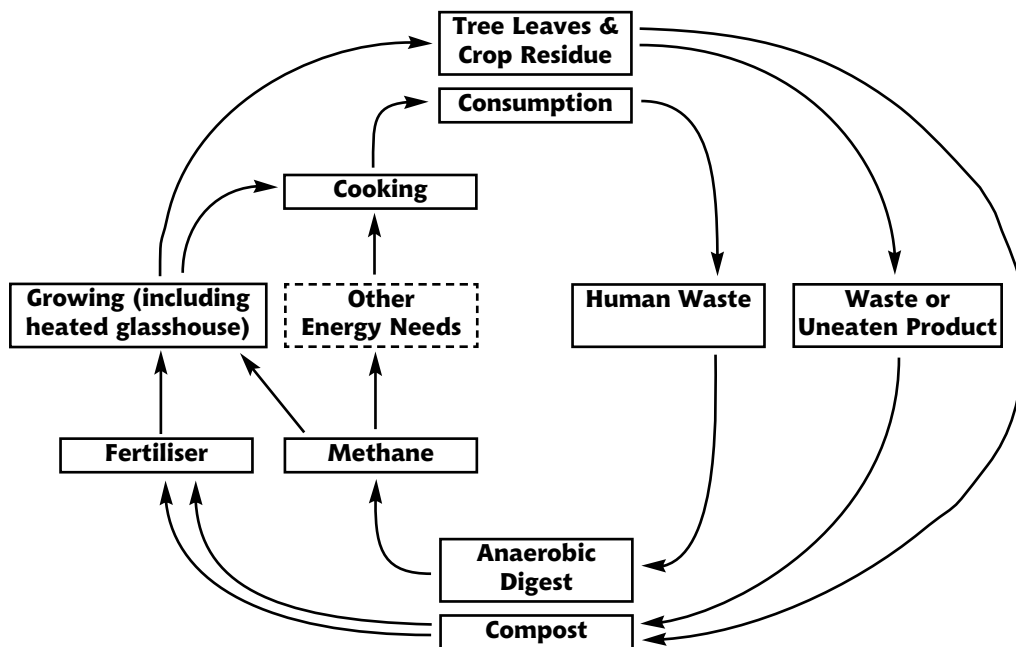 Tree Leaves &
Crop Residue
Consumption
Cooking
Growing (including
heated glasshouse)
Other
Energy Needs
Human Waste
Waste or
Uneaten Product
Fertiliser
Methane
Anaerobic
Digest
Compost